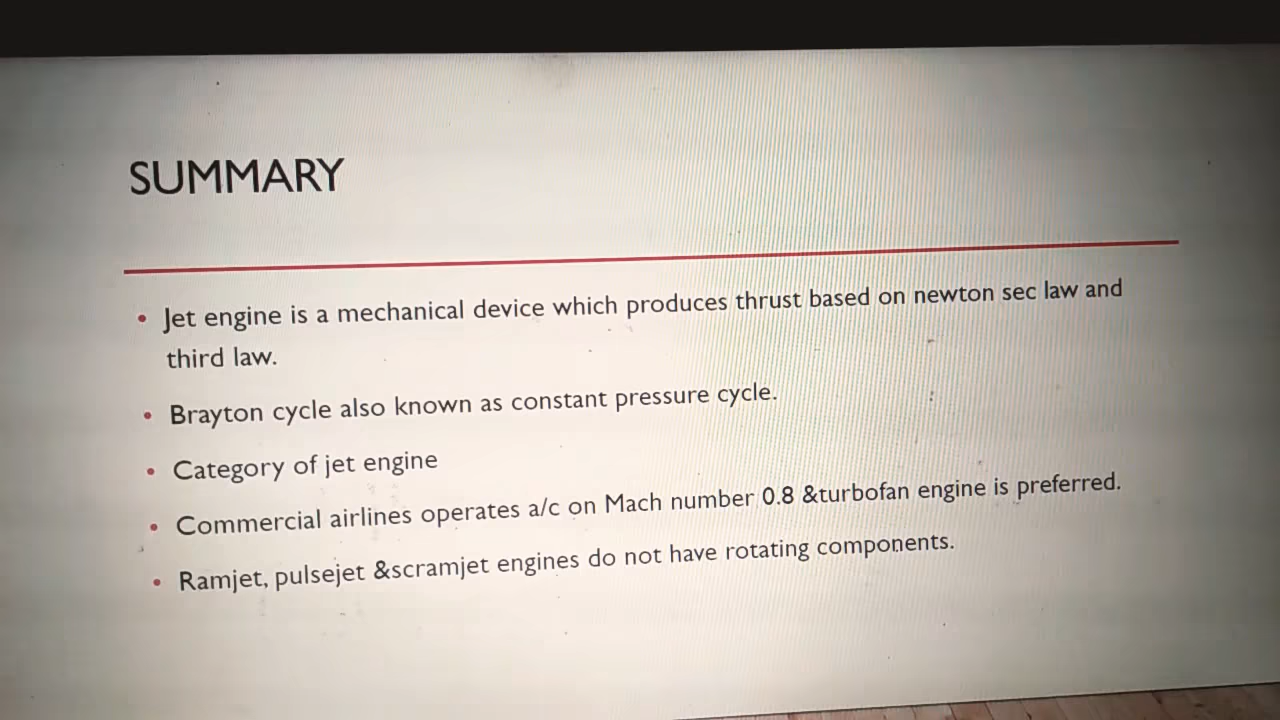 SUMMARY
• Jet engine is a mechanical device which produces thrust based on newton sec law and
third law.
• Brayton cycle also known as constant pressure cycle.
• Category of jet engine
• Commercial airlines operates a/c on Mach number 0.8 &turbofan engine is preferred.
• Ramjet, pulsejet &scramjet engines do not have rotating components.